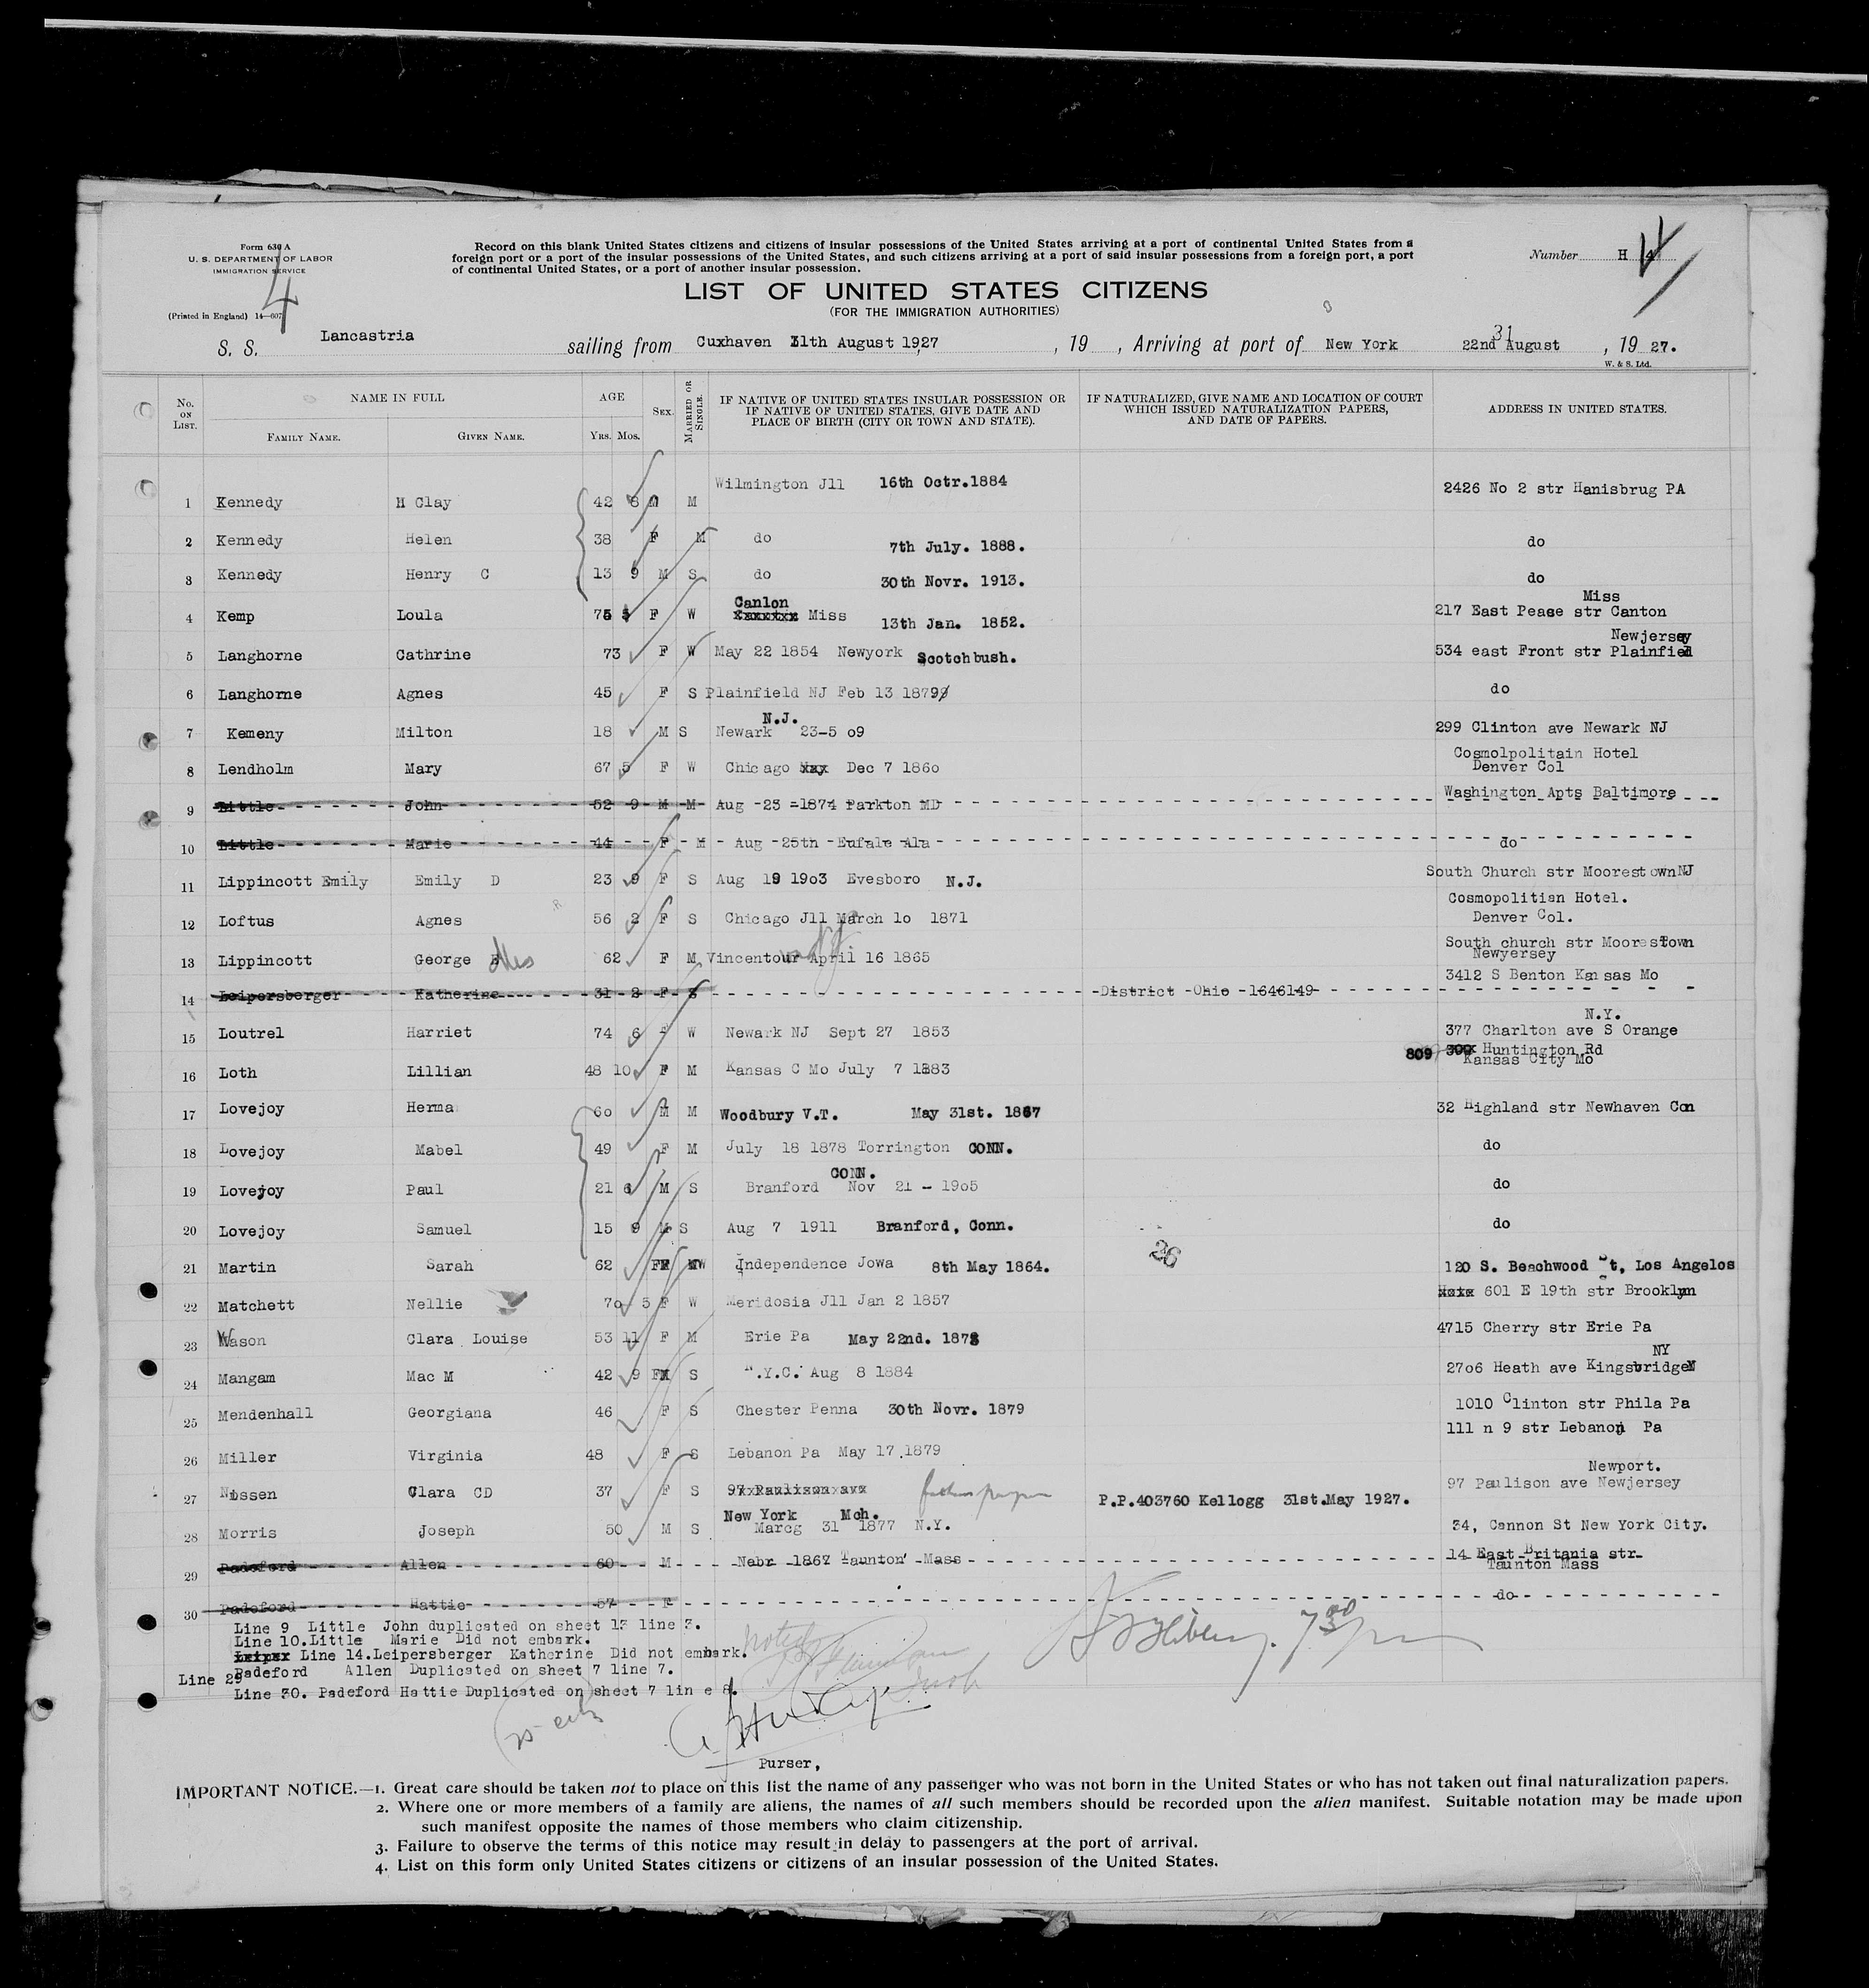 Form 630 A
U. S. DEPARTMENT OF LABOR
IMMIGRATION SERVICE
(Printed in England) 14—607
4
Record on this blank United States citizens and citizens of insular possessions of the United States arriving at a port of continental United States from a
foreign port or a port of the insular possessions of the United States, and such citizens arriving at a port of said insular possessions from a foreign port, a port
of continental United States, or a port of another insular possession.
Number H 4
LIST OF UNITED STATES CITIZENS
(FOR THE IMMIGRATION AUTHORITIES)
S. S. Lancastria sailing from Cuxhaven 11th August 1927, 19 , Arriving at port of New York 22nd 31 August , 19 27.
W. & S. Ltd.
No. ON LIST. NAME IN FULL AGE SEX. MARRIED OR SINGLE. IF NATIVE OF UNITED STATES INSULAR POSSESSION OR IF NATIVE OF UNITED STATES, GIVE DATE AND PLACE OF BIRTH (CITY OR TOWN AND STATE). IF NATURALIZED, GIVE NAME AND LOCATION OF COURT WHICH ISSUED NATURALIZATION PAPERS, AND DATE OF PAPERS. ADDRESS IN UNITED STATES.
FAMILY NAME. GIVEN NAME. YRS. MOS.
1 Kennedy H Clay 42 8 M M Wilmington Jll 16th Octr.1884 2426 No 2 str Hanisbrug PA
2 Kennedy Helen 38 F M do 7th July. 1888. do
3 Kennedy Henry C 13 9 M S do 30th Novr. 1913. do
4 Kemp Loula 75 F W Canlon Miss 13th Jan. 1852. 217 East Pease str Canton Miss
5 Langhorne Cathrine 73 F W May 22 1854 Newyork Scotchbush. 534 east Front str Plainfied Newjersey
6 Langhorne Agnes 45 F S Plainfield NJ Feb 13 1879 do
7 Kemeny Milton 18 M S Newark N.J. 23-5 o9 299 Clinton ave Newark NJ
8 Lendholm Mary 67 5 F W Chicago Dec 7 186o Cosmolpolitain Hotel Denver Col
9 Little John 52 9 M M Aug 23 1874 Parkton MD Washington Apts Baltimore
10 Little Marie 44 F M Aug 25th Eufale Ala do
11 Lippincott Emily Emily D 23 9 F S Aug 19 19o3 Evesboro N.J. South Church str Moorestown NJ
12 Loftus Agnes 56 2 F S Chicago Jll March 1o 1871 Cosmopolitian Hotel. Denver Col.
13 Lippincott George 62 F M Vincentour April 16 1865 South church str Moorestown Newyersey
14 Leipersberger Katherine 31 2 F S District Ohio 1646149 3412 S Benton Kansas Mo
15 Loutrel Harriet 74 6 F W Newark NJ Sept 27 1853 377 Charlton ave S Orange N.Y.
16 Loth Lillian 48 10 F M Kansas C Mo July 7 1883 809 Huntington Rd Kansas City Mo
17 Lovejoy Herma 6o M M Woodbury V.T. May 31st. 1867 32 Highland str Newhaven Con
18 Lovejoy Mabel 49 F M July 18 1878 Torrington CONN. do
19 Lovejoy Paul 21 6 M S Branford CONN. Nov 21 - 19o5 do
20 Lovejoy Samuel 15 9 M S Aug 7 1911 Branford, Conn. do
26
21 Martin Sarah 62 F W Independence Jowa 8th May 1864. 120 S. Beachwood St, Los Angelos
22 Matchett Nellie 7o 5 F W Meridosia Jll Jan 2 1857 601 E 19th str Brooklyn
23 Wason Clara Louise 53 11 F M Erie Pa May 22nd. 1873 4715 Cherry str Erie Pa
24 Mangam Mac M 42 9 FM S N.Y.C. Aug 8 1884 27o6 Heath ave Kingsbridge NY
25 Mendenhall Georgiana 46 F S Chester Penna 30th Novr. 1879 1010 Clinton str Phila Pa
26 Miller Virginia 48 F S Lebanon Pa May 17.1879 111 n 9 str Lebanon Pa
27 Nissen Clara CD 37 F S 97 Paulison ave P.P.403760 Kellogg 31st.May 1927. 97 Paulison ave Newjersey Newport.
28 Morris Joseph 50 M S New York Mch. Marcg 31 1877 N.Y. 34, Cannon St New York City.
29 Padeford Allen 60 M Nabr 1867 Taunton Mass 14 East Britania str Taunton Mass
30 Padeford Hattie 57 F do
Line 9 Little John duplicated on sheet 13 line 3.
Line 10.Little Marie Did not embark.
Line 14.Leipersberger Katherine Did not embark.
Line 29 Padeford Allen Duplicated on sheet 7 line 7.
Line 30. Padeford Hattie Duplicated on sheet 7 lin e 8.
noted
Purser,
IMPORTANT NOTICE.—1. Great care should be taken not to place on this list the name of any passenger who was not born in the United States or who has not taken out final naturalization papers.
2. Where one or more members of a family are aliens, the names of all such members should be recorded upon the alien manifest. Suitable notation may be made upon
such manifest opposite the names of those members who claim citizenship.
3. Failure to observe the terms of this notice may result in delay to passengers at the port of arrival.
4. List on this form only United States citizens or citizens of an insular possession of the United States.